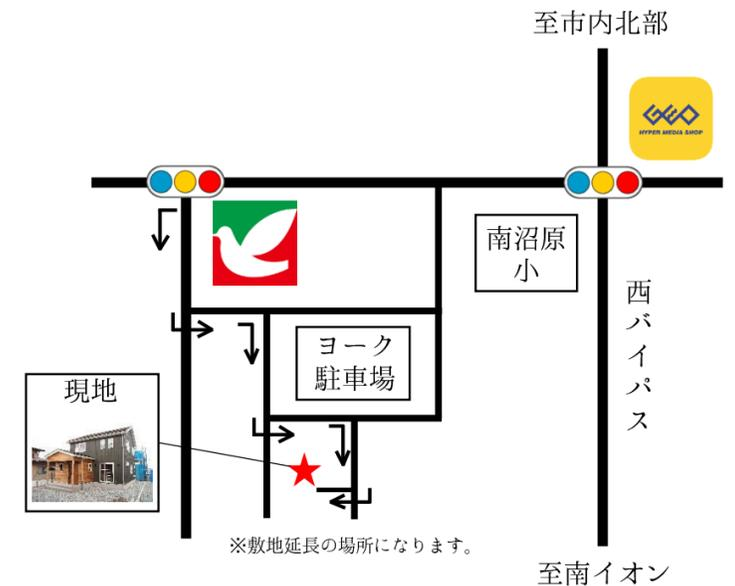 至市内北部
GEO
HYPER MEDIA SHOP
南沼原
小
西バイパス
ヨーク
駐車場
現地
※敷地延長の場所になります。
至南イオン